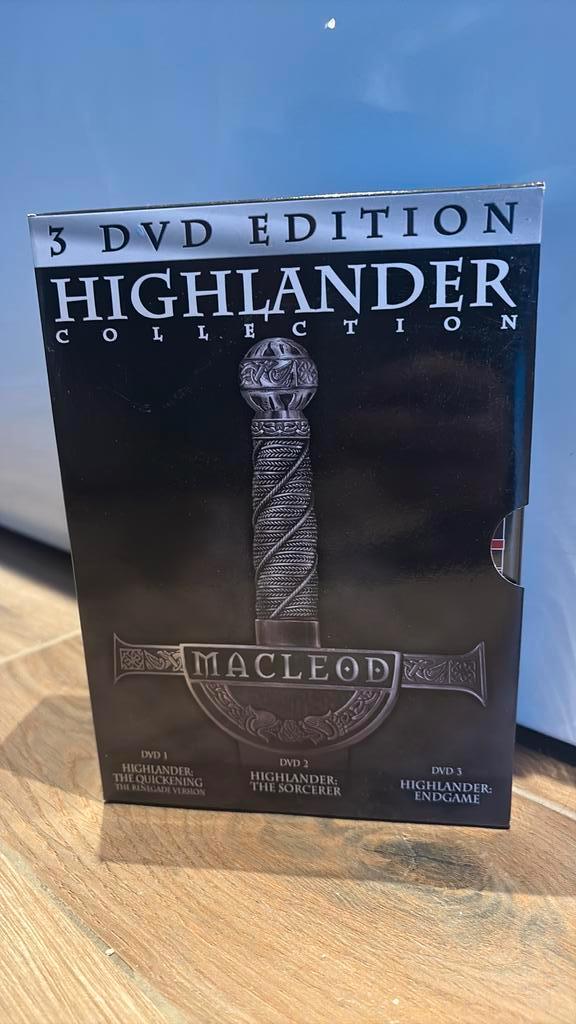 3 DVD EDITION
HIGHLANDER
COLLECTION
MACLEOD
DVD 1
HIGHLANDER:
THE QUICKENING
THE RENEGADE VERSION
DVD 2
HIGHLANDER:
THE SORCERER
DVD 3
HIGHLANDER:
ENDGAME